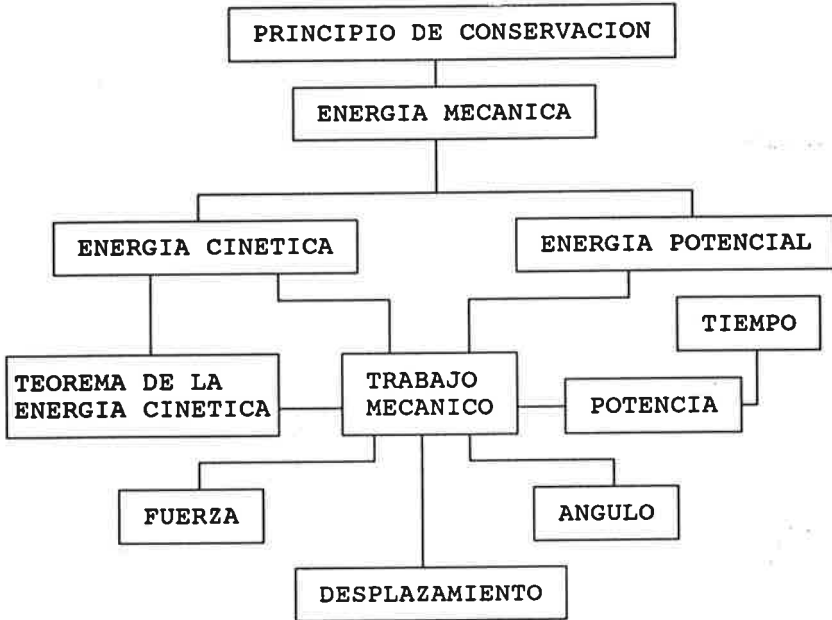 PRINCIPIO DE CONSERVACION
ENERGIA MECANICA
ENERGIA CINETICA
ENERGIA POTENCIAL
TIEMPO
TEOREMA DE LA
ENERGIA CINETICA
TRABAJO
MECANICO
POTENCIA
FUERZA
ANGULO
DESPLAZAMIENTO